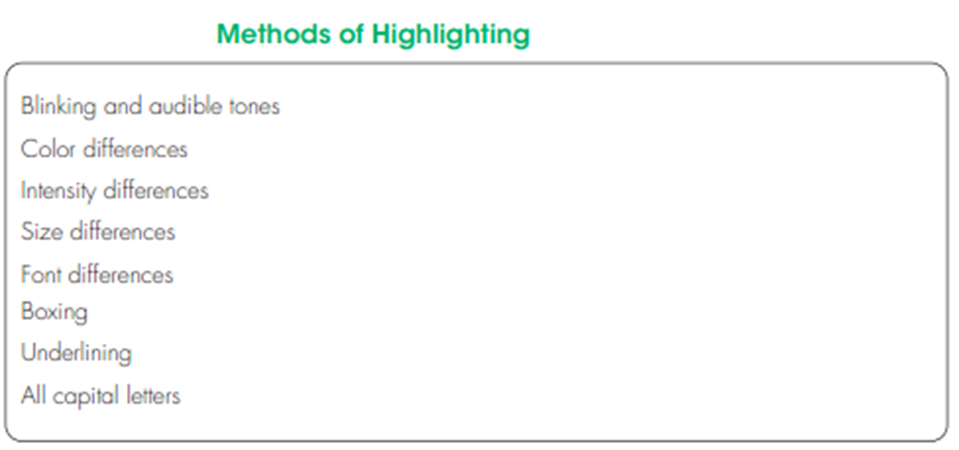 Methods of Highlighting
Blinking and audible tones
Color differences
Intensity differences
Size differences
Font differences
Boxing
Underlining
All capital letters